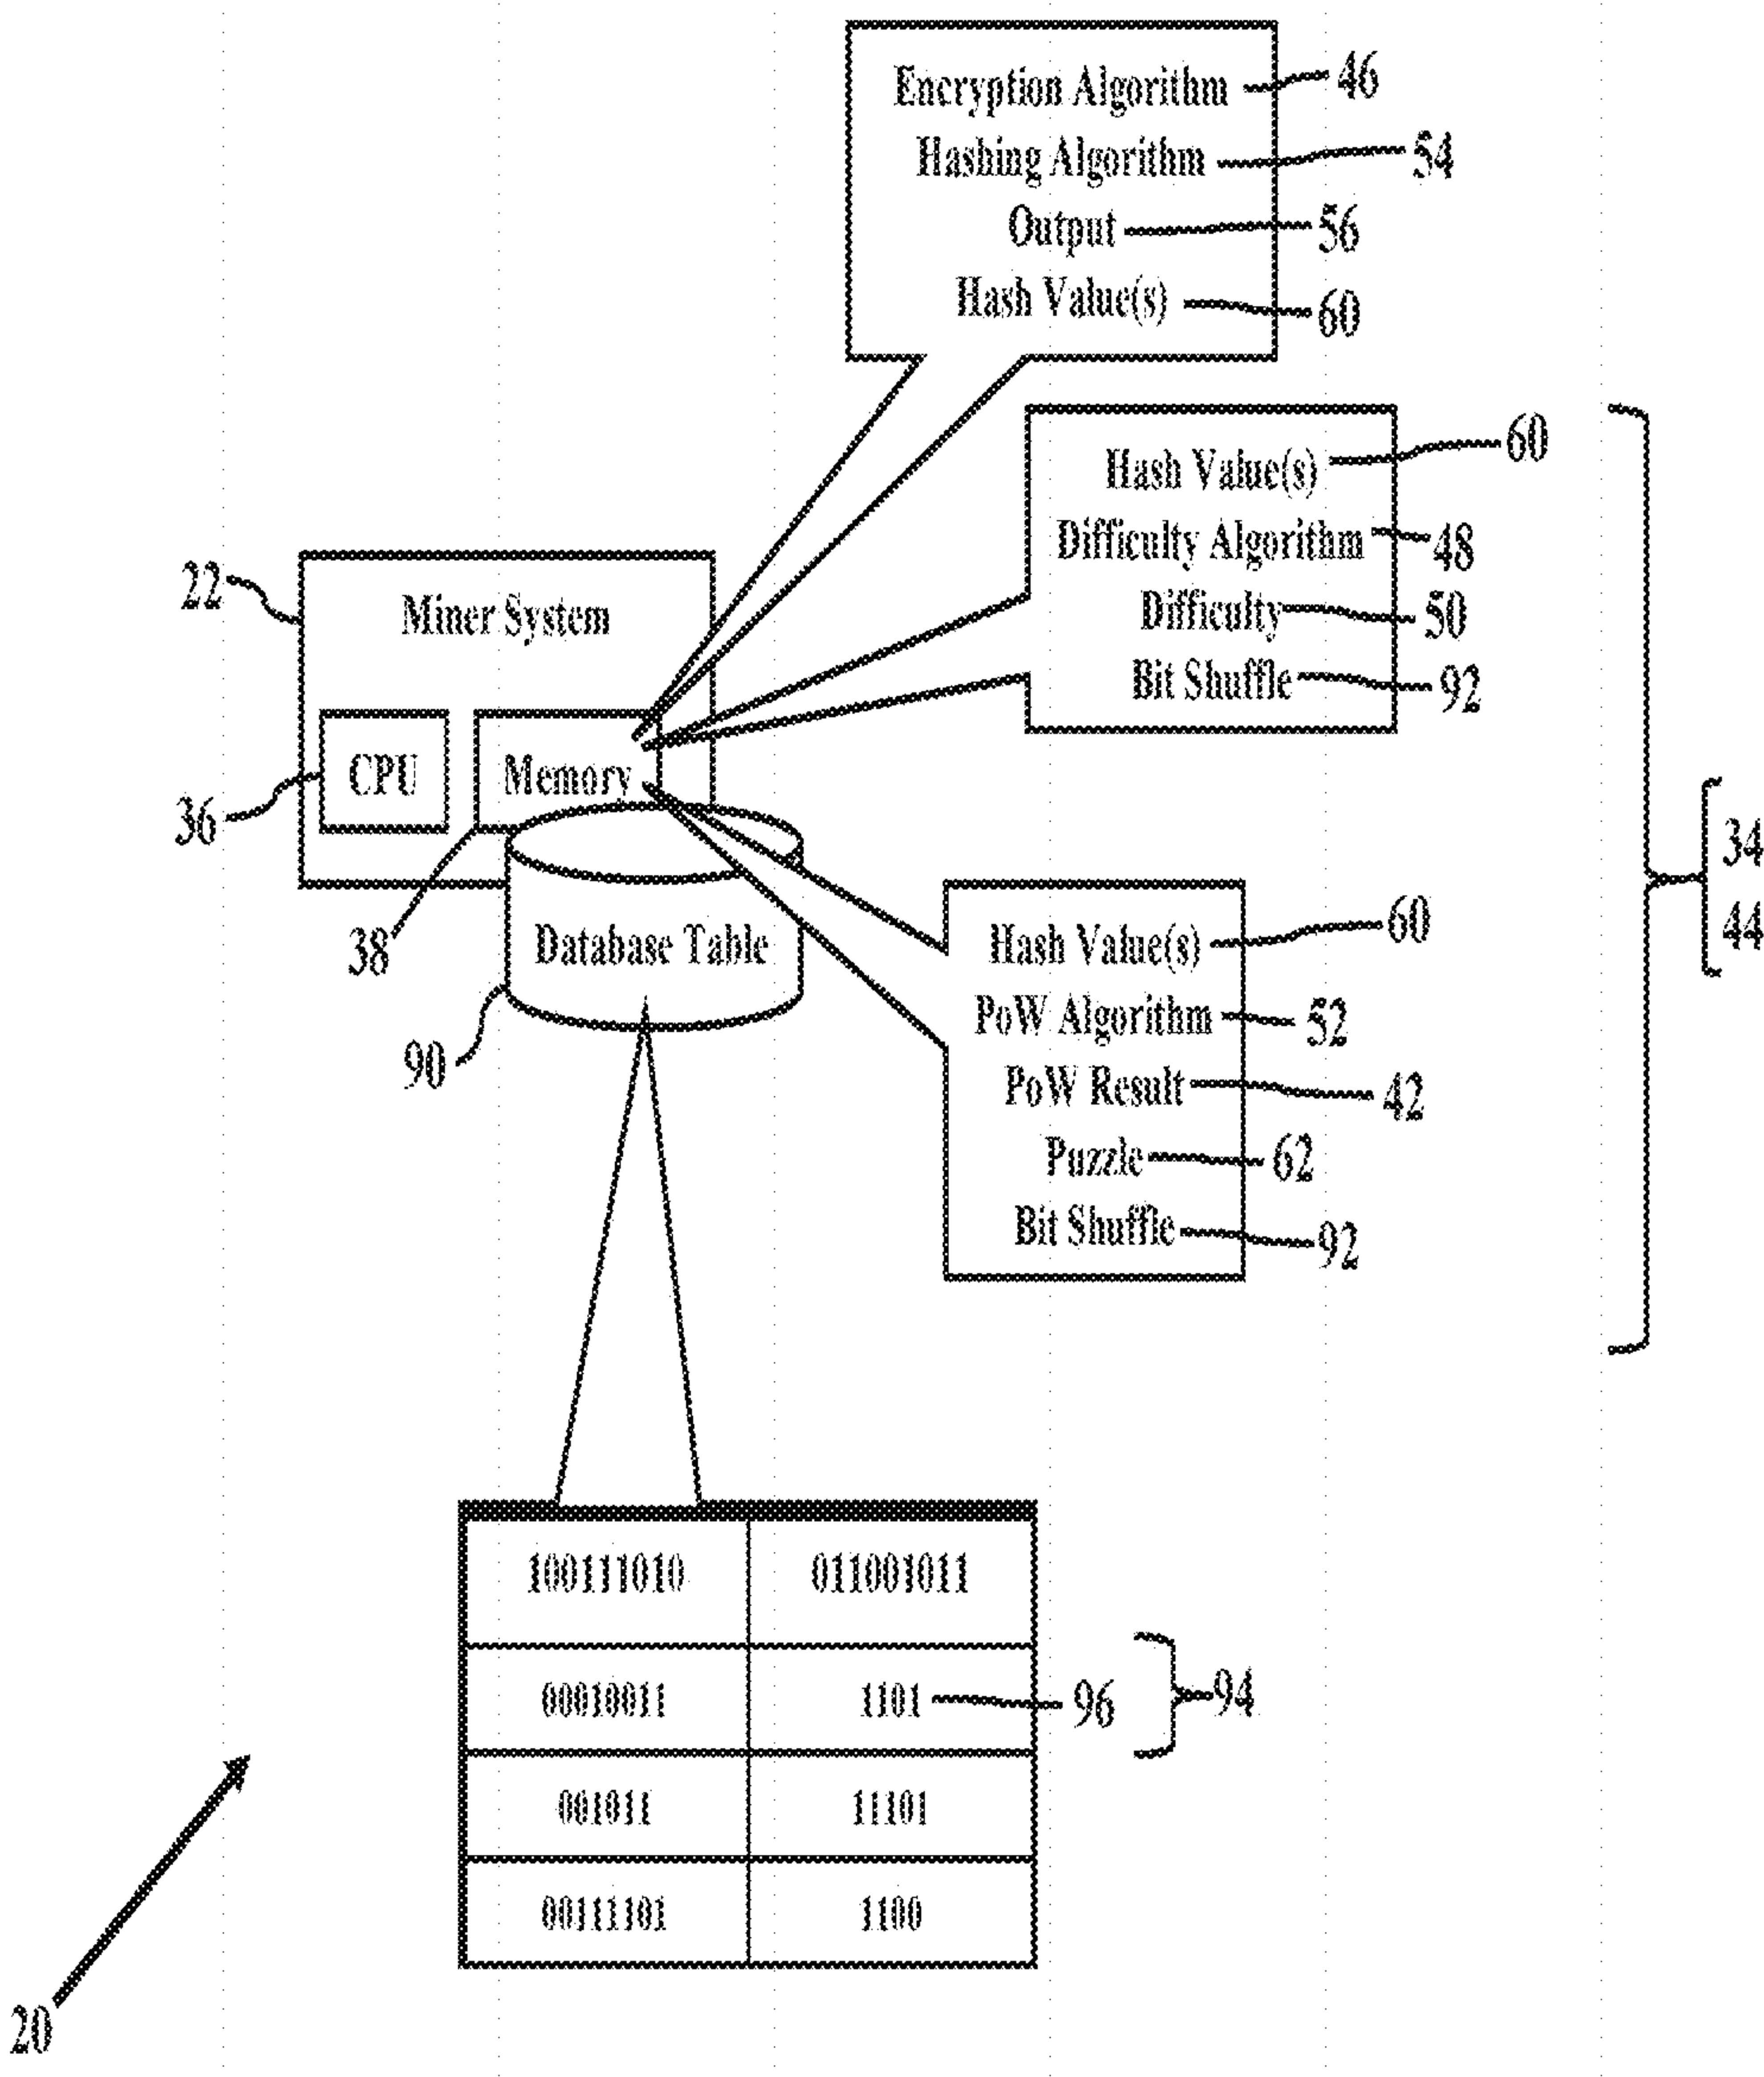 Encryption Algorithm 46
Hashing Algorithm 54
Output 56
Hash Value(s) 60
Hash Value(s) 60
Difficulty Algorithm 48
Difficulty 50
Bit Shuffle 92
22
Miner System
CPU
Memory
36
38
34
44
Database Table
90
Hash Value(s) 60
PoW Algorithm 52
PoW Result 42
Puzzle 62
Bit Shuffle 92
100111010 011001011
00010011 1101 96 94
001011 11101
00111101 1100
20